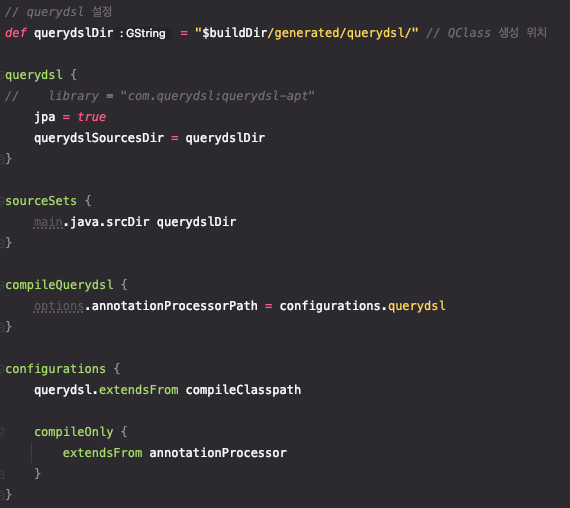 // querydsl 설정
def querydslDir : GString = "$buildDir/generated/querydsl/" // QClass 생성 위치
querydsl {
//    library = "com.querydsl:querydsl-apt"
    jpa = true
    querydslSourcesDir = querydslDir
}
sourceSets {
    main.java.srcDir querydslDir
}
compileQuerydsl {
    options.annotationProcessorPath = configurations.querydsl
}
configurations {
    querydsl.extendsFrom compileClasspath
    compileOnly {
        extendsFrom annotationProcessor
    }
}